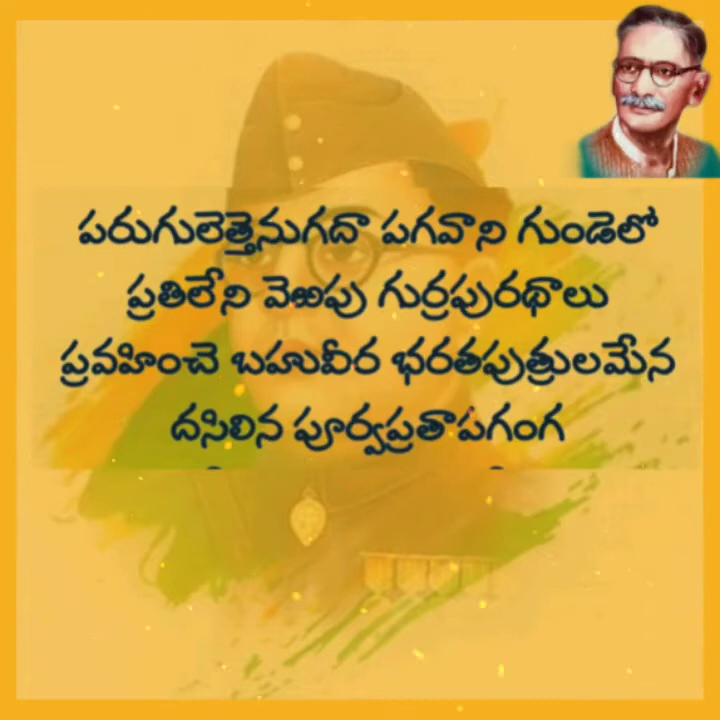 పరుగులెత్తెనుగదా పగవాని గుండెలో
ప్రతిలేని వెఱపు గుర్రపురథాలు
ప్రవహించె బహువీర భరతపుత్రులమేన
దసిలిన పూర్వప్రతాపగంగ